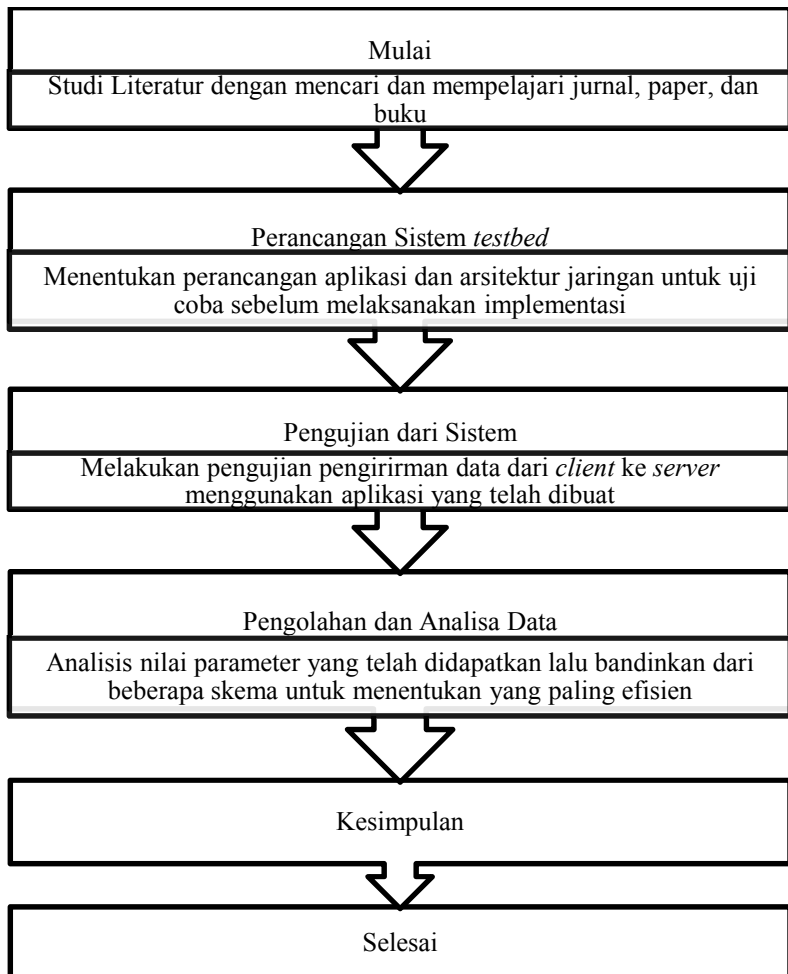 Mulai
Studi Literatur dengan mencari dan mempelajari jurnal, paper, dan
buku
Perancangan Sistem testbed
Menentukan perancangan aplikasi dan arsitektur jaringan untuk uji
coba sebelum melaksanakan implementasi
Pengujian dari Sistem
Melakukan pengujian pengirirman data dari client ke server
menggunakan aplikasi yang telah dibuat
Pengolahan dan Analisa Data
Analisis nilai parameter yang telah didapatkan lalu bandinkan dari
beberapa skema untuk menentukan yang paling efisien
Kesimpulan
Selesai